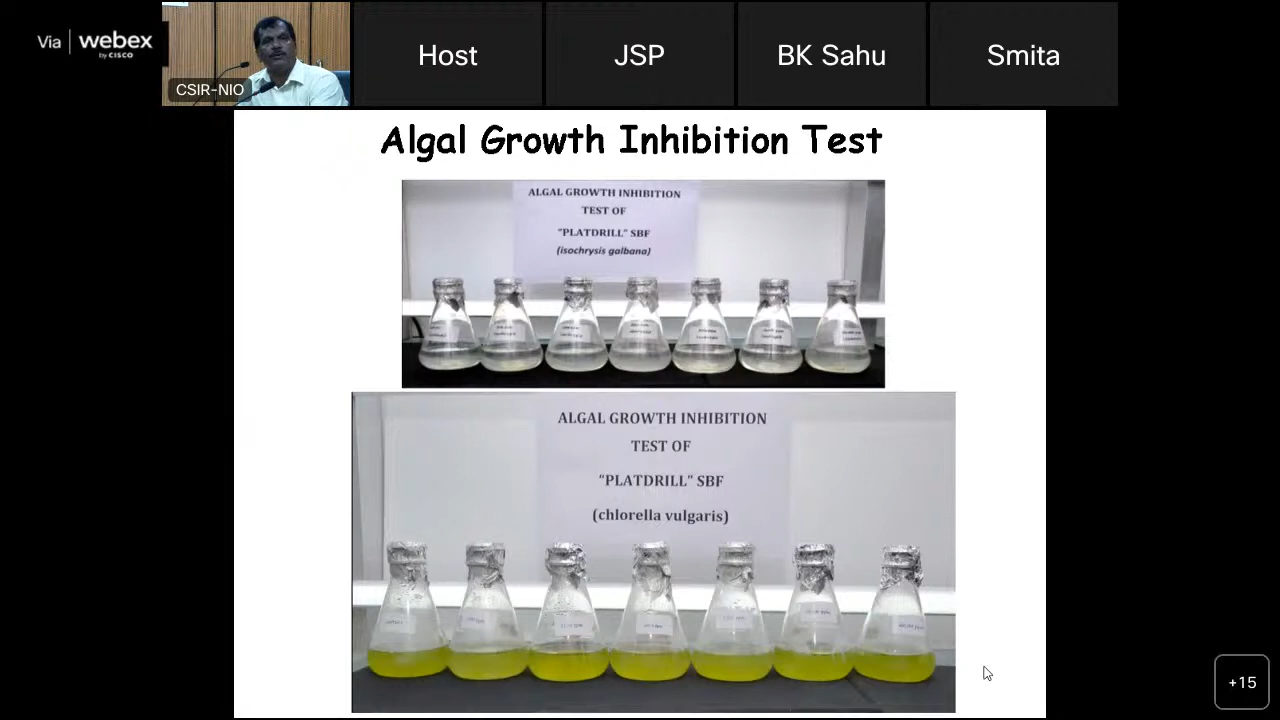 Via webex
by CISCO
CSIR-NIO
Host
JSP
BK Sahu
Smita
Algal Growth Inhibition Test
ALGAL GROWTH INHIBITION
TEST OF
"PLATDRILL" SBF
(isochrysis galbana)
ALGAL GROWTH INHIBITION
TEST OF
"PLATDRILL" SBF
(chlorella vulgaris)
+15